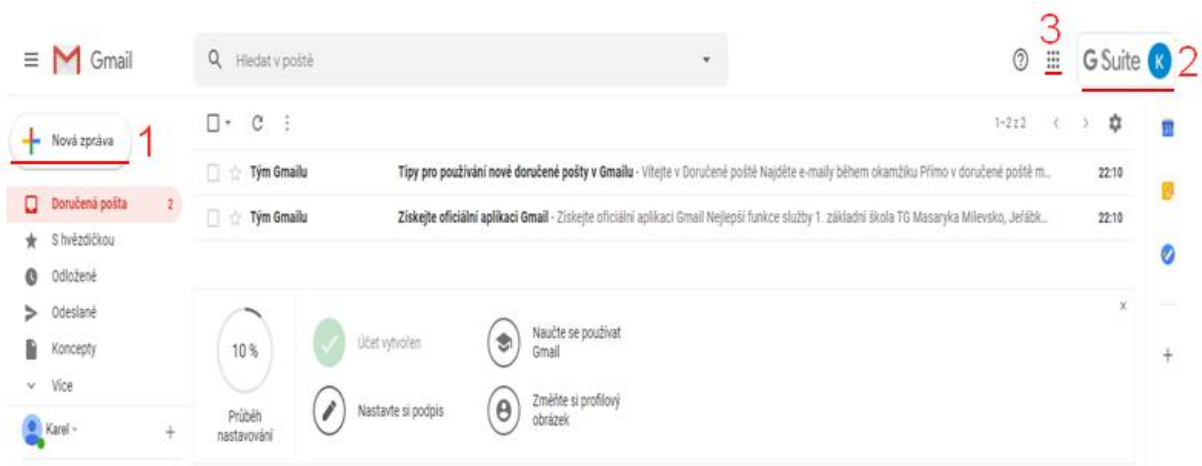 3
Gmail
Hledat v poště
G Suite K 2
Nová zpráva 1
1–2 z 2
Tým Gmailu Tipy pro používání nové doručené pošty v Gmailu - Vítejte v Doručené poště Najděte e-maily během okamžiku Přímo v doručené poště m... 22:10
Doručená pošta 2
Tým Gmailu Získejte oficiální aplikaci Gmail - Získejte oficiální aplikaci Gmail Nejlepší funkce služby 1. základní škola TG Masaryka Milevsko, Jeřábk... 22:10
S hvězdičkou
Odložené
Odeslané
Koncepty
Více
Karel
10 %
Průběh
nastavování
Účet vytvořen
Naučte se používat
Gmail
Nastavte si podpis
Změňte si profilový
obrázek